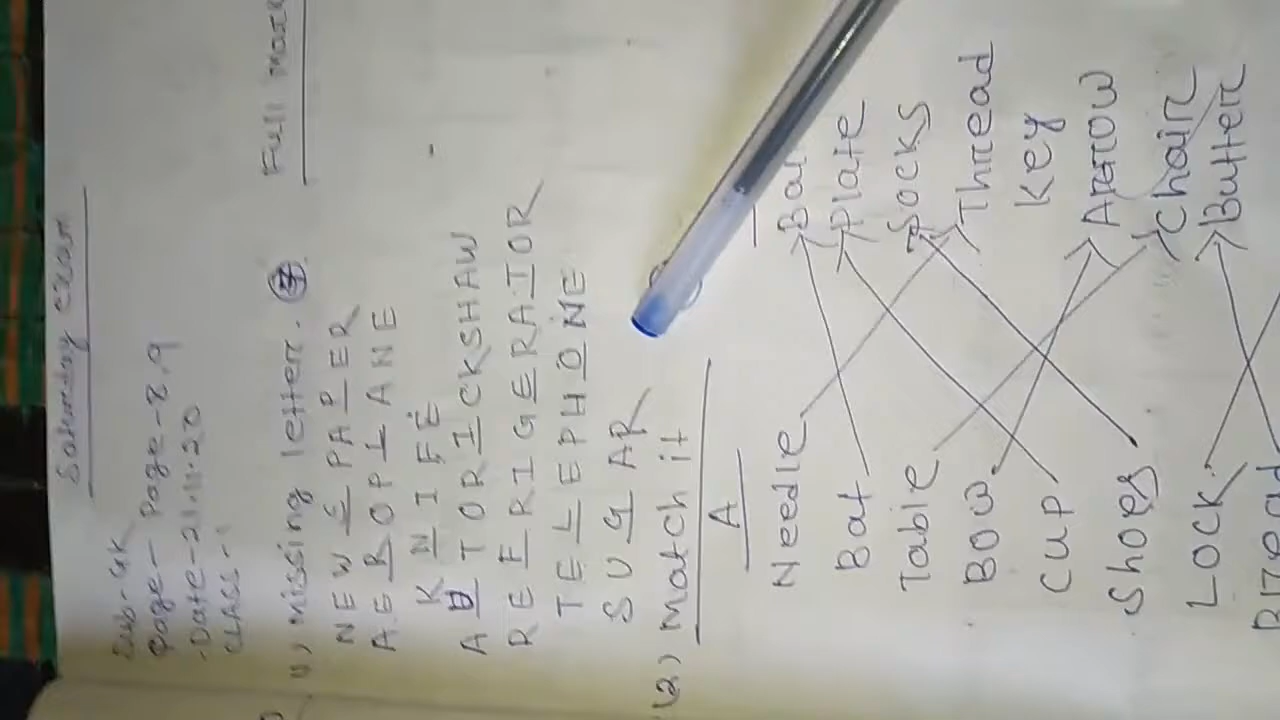 Saturday exam
Sub-GK
Page- Page-8,9
Date-21.11.20
CLASS-
Full Mar
(1) Missing letter.
NEWSPAPER
AEROPLANE
KNIFE
AUTORICKSHAW
REFRIGERATOR
TELEPHONE
SUGAR
(2) Match it
A
Needle Bal
Bat Plate
Table Socks
Bow Thread
Cup Key
Shoes Arrow
Lock Chair
Butter